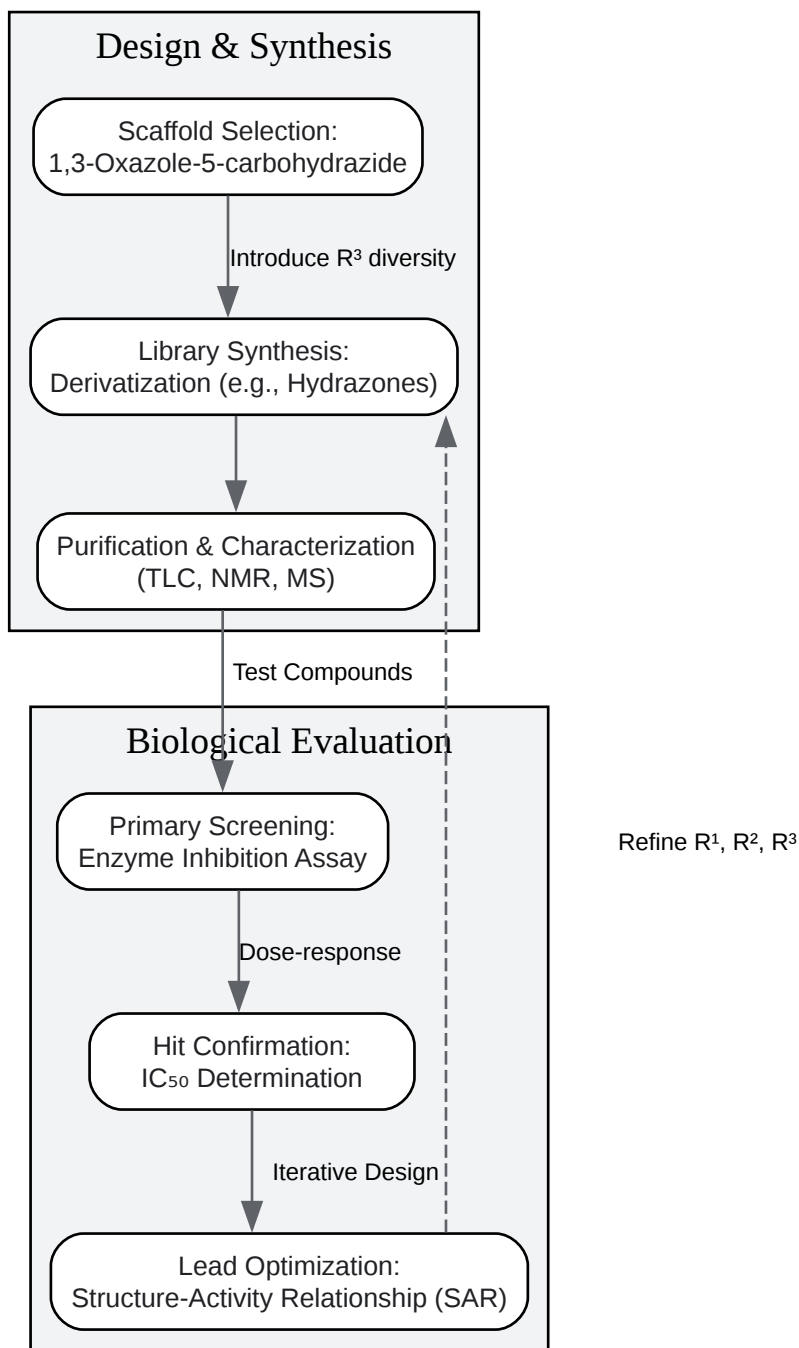 Design & Synthesis
Scaffold Selection:
1,3-Oxazole-5-carbohydrazide
Introduce R³ diversity
Library Synthesis:
Derivatization (e.g., Hydrazones)
Purification & Characterization
(TLC, NMR, MS)
Test Compounds
Biological Evaluation
Primary Screening:
Enzyme Inhibition Assay
Refine R¹, R², R³
Dose-response
Hit Confirmation:
IC₅₀ Determination
Iterative Design
Lead Optimization:
Structure-Activity Relationship (SAR)